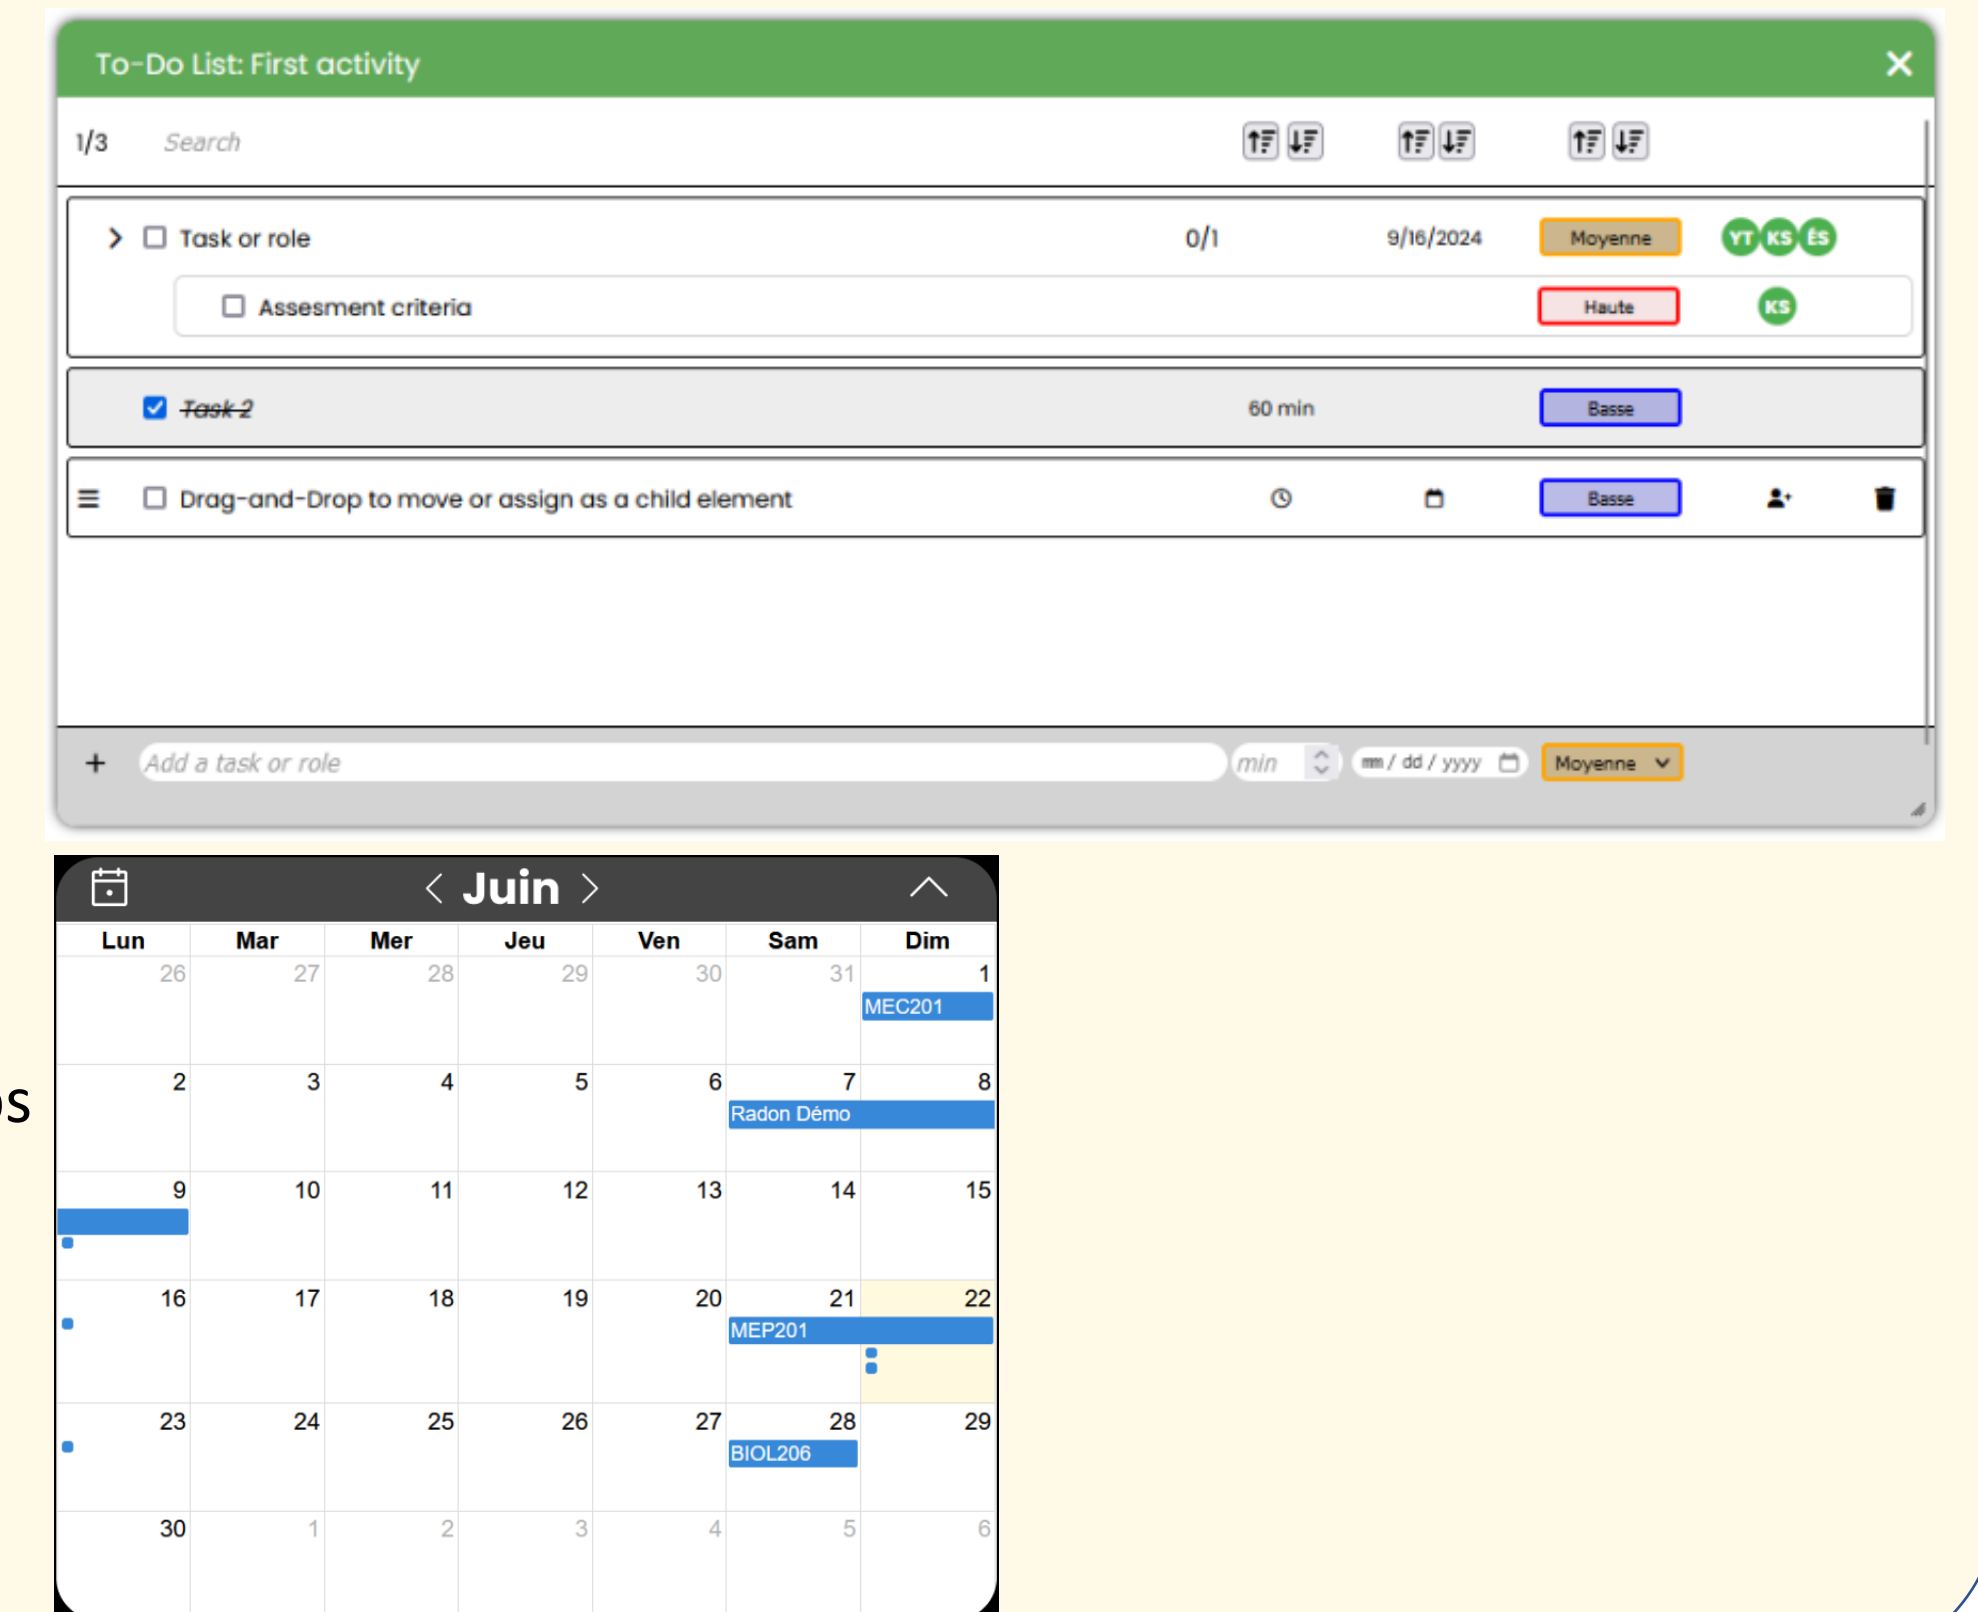 To-Do List: First activity
1/3 Search
Task or role 0/1 9/16/2024 Moyenne YT KS ÉS
Assesment criteria Haute KS
Task 2 60 min Basse
Drag-and-Drop to move or assign as a child element Basse
+ Add a task or role min mm / dd / yyyy Moyenne
Juin
Lun Mar Mer Jeu Ven Sam Dim
26 27 28 29 30 31 1
MEC201
2 3 4 5 6 7 8
Radon Démo
9 10 11 12 13 14 15
16 17 18 19 20 21 22
MEP201
23 24 25 26 27 28 29
BIOL206
30 1 2 3 4 5 6